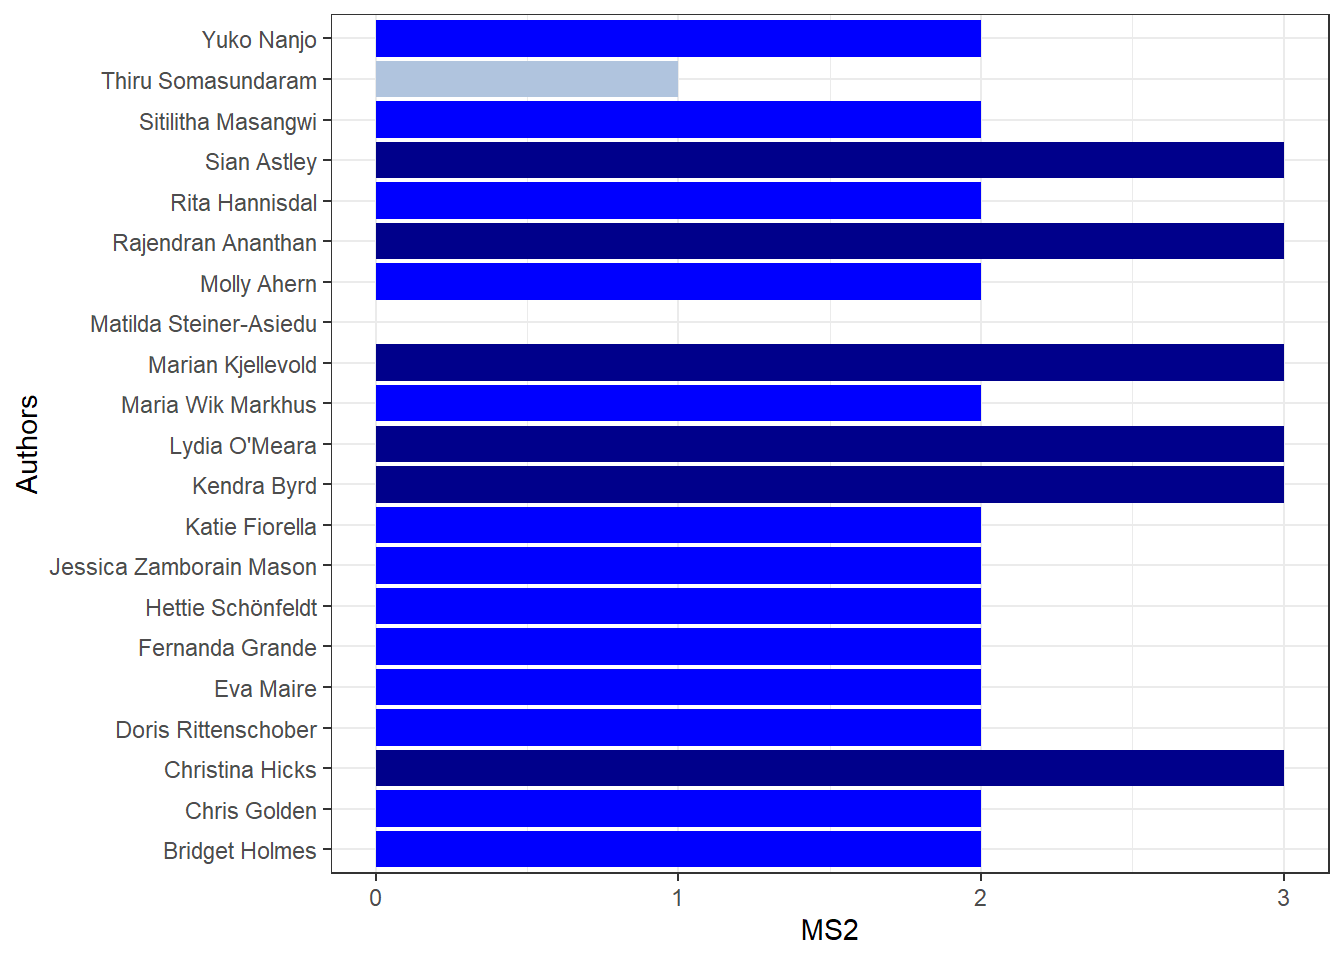 Yuko Nanjo
Thiru Somasundaram
Sitilitha Masangwi
Sian Astley
Rita Hannisdal
Rajendran Ananthan
Molly Ahern
Matilda Steiner-Asiedu
Marian Kjellevold
Maria Wik Markhus
Lydia O'Meara
Kendra Byrd
Katie Fiorella
Jessica Zamborain Mason
Hettie Schönfeldt
Fernanda Grande
Eva Maire
Doris Rittenschober
Christina Hicks
Chris Golden
Bridget Holmes
Authors
0 1 2 3
MS2